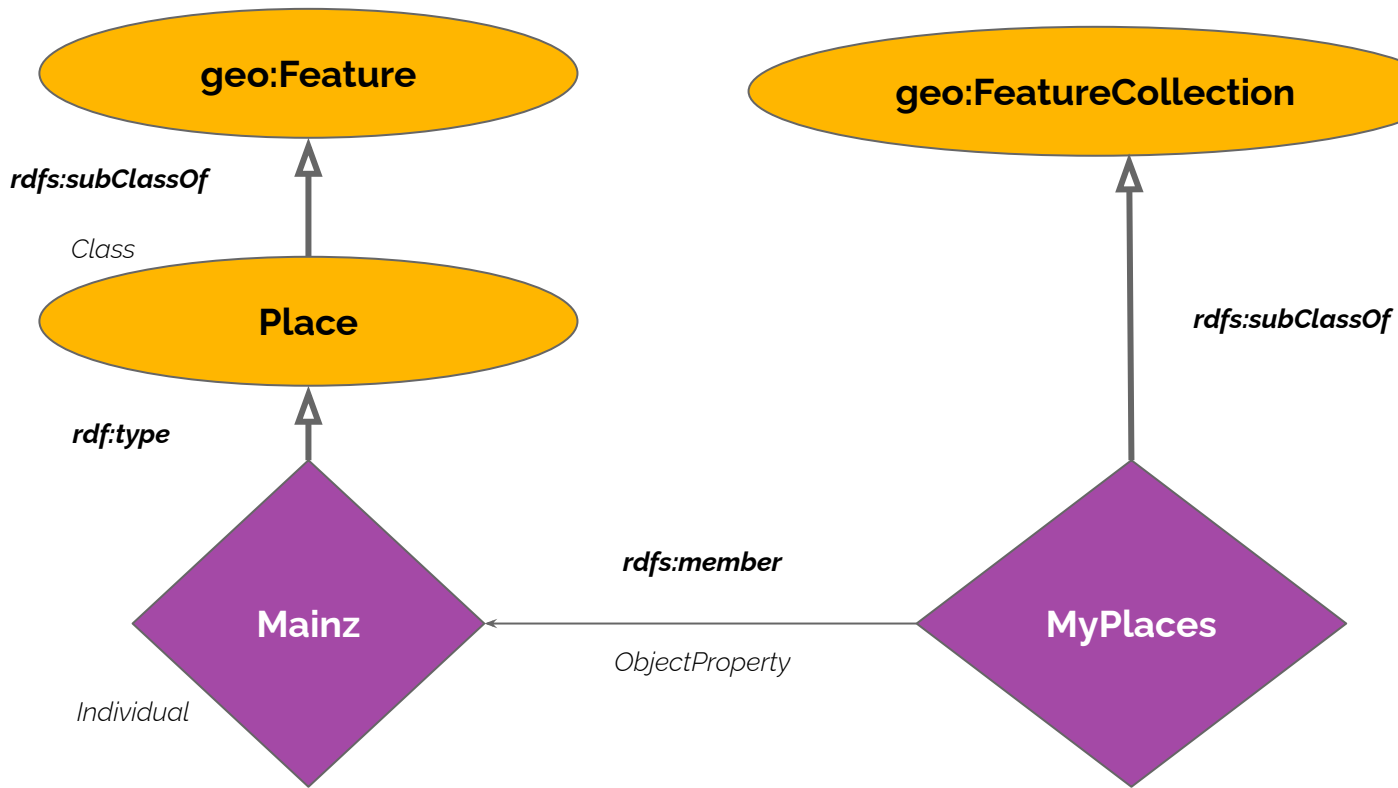 geo:Feature
geo:FeatureCollection
rdfs:subClassOf
Class
Place
rdfs:subClassOf
rdf:type
rdfs:member
Mainz
MyPlaces
ObjectProperty
Individual